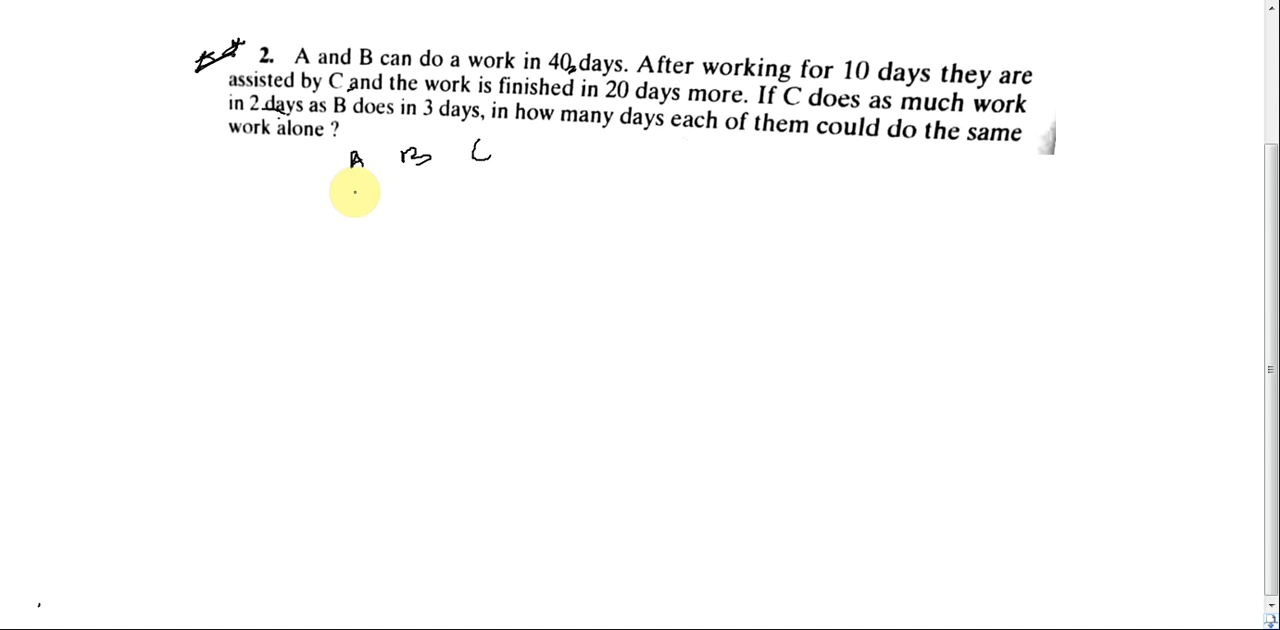 2. A and B can do a work in 40 days. After working for 10 days they are
assisted by C and the work is finished in 20 days more. If C does as much work
in 2 days as B does in 3 days, in how many days each of them could do the same
work alone ?
A B C